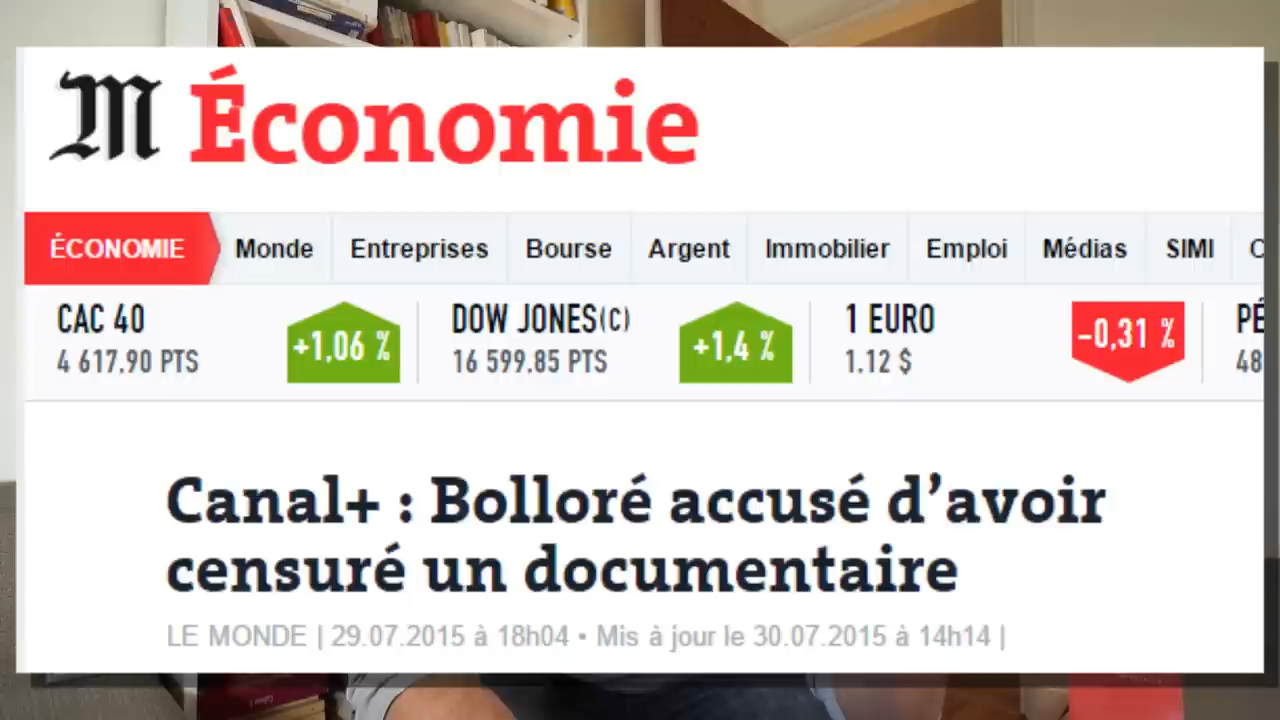 M Économie
ÉCONOMIE Monde Entreprises Bourse Argent Immobilier Emploi Médias SIMI
CAC 40 +1,06 % DOW JONES(C) +1,4 % 1 EURO -0,31 % PÉ
4 617.90 PTS 16 599.85 PTS 1.12 $ 48
Canal+ : Bolloré accusé d’avoir
censuré un documentaire
LE MONDE | 29.07.2015 à 18h04 • Mis à jour le 30.07.2015 à 14h14 |